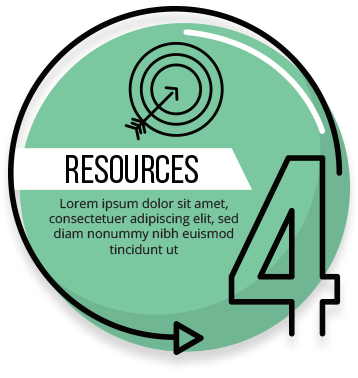 RESOURCES
Lorem ipsum dolor sit amet,
consectetuer adipiscing elit, sed
diam nonummy nibh euismod
tincidunt ut
4